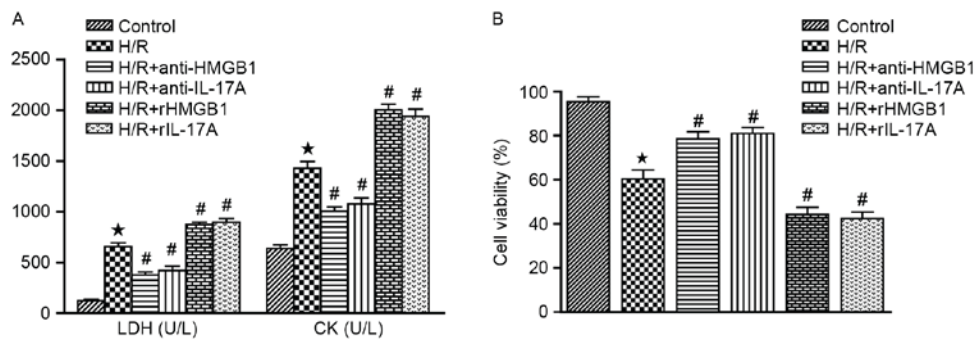 A
Control
H/R
H/R+anti-HMGB1
H/R+anti-IL-17A
H/R+rHMGB1
H/R+rIL-17A
2500
2000
1500
1000
500
0
★
#
#
#
#
★
#
#
#
#
LDH (U/L)
CK (U/L)
B
Control
H/R
H/R+anti-HMGB1
H/R+anti-IL-17A
H/R+rHMGB1
H/R+rIL-17A
Cell viability (%)
100
80
60
40
20
0
★
#
#
#
#